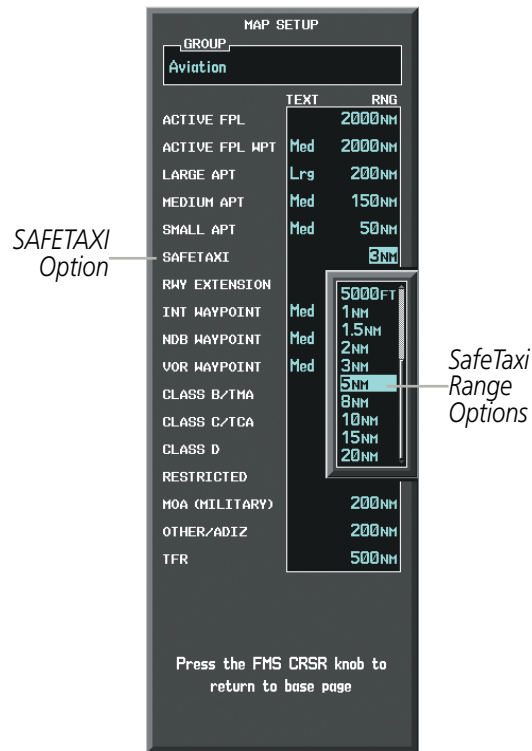 MAP SETUP
GROUP
Aviation
TEXT RNG
ACTIVE FPL 2000NM
ACTIVE FPL WPT Med 2000NM
LARGE APT Lrg 200NM
MEDIUM APT Med 150NM
SMALL APT Med 50NM
SAFETAXI 3NM
RWY EXTENSION
INT WAYPOINT Med
NDB WAYPOINT Med
VOR WAYPOINT Med
CLASS B/TMA
CLASS C/TCA
CLASS D
RESTRICTED
MOA (MILITARY) 200NM
OTHER/ADIZ 200NM
TFR 500NM
5000FT
1NM
1.5NM
2NM
3NM
5NM
8NM
10NM
15NM
20NM
SAFETAXI
Option
SafeTaxi
Range
Options
Press the FMS CRSR knob to
return to base page